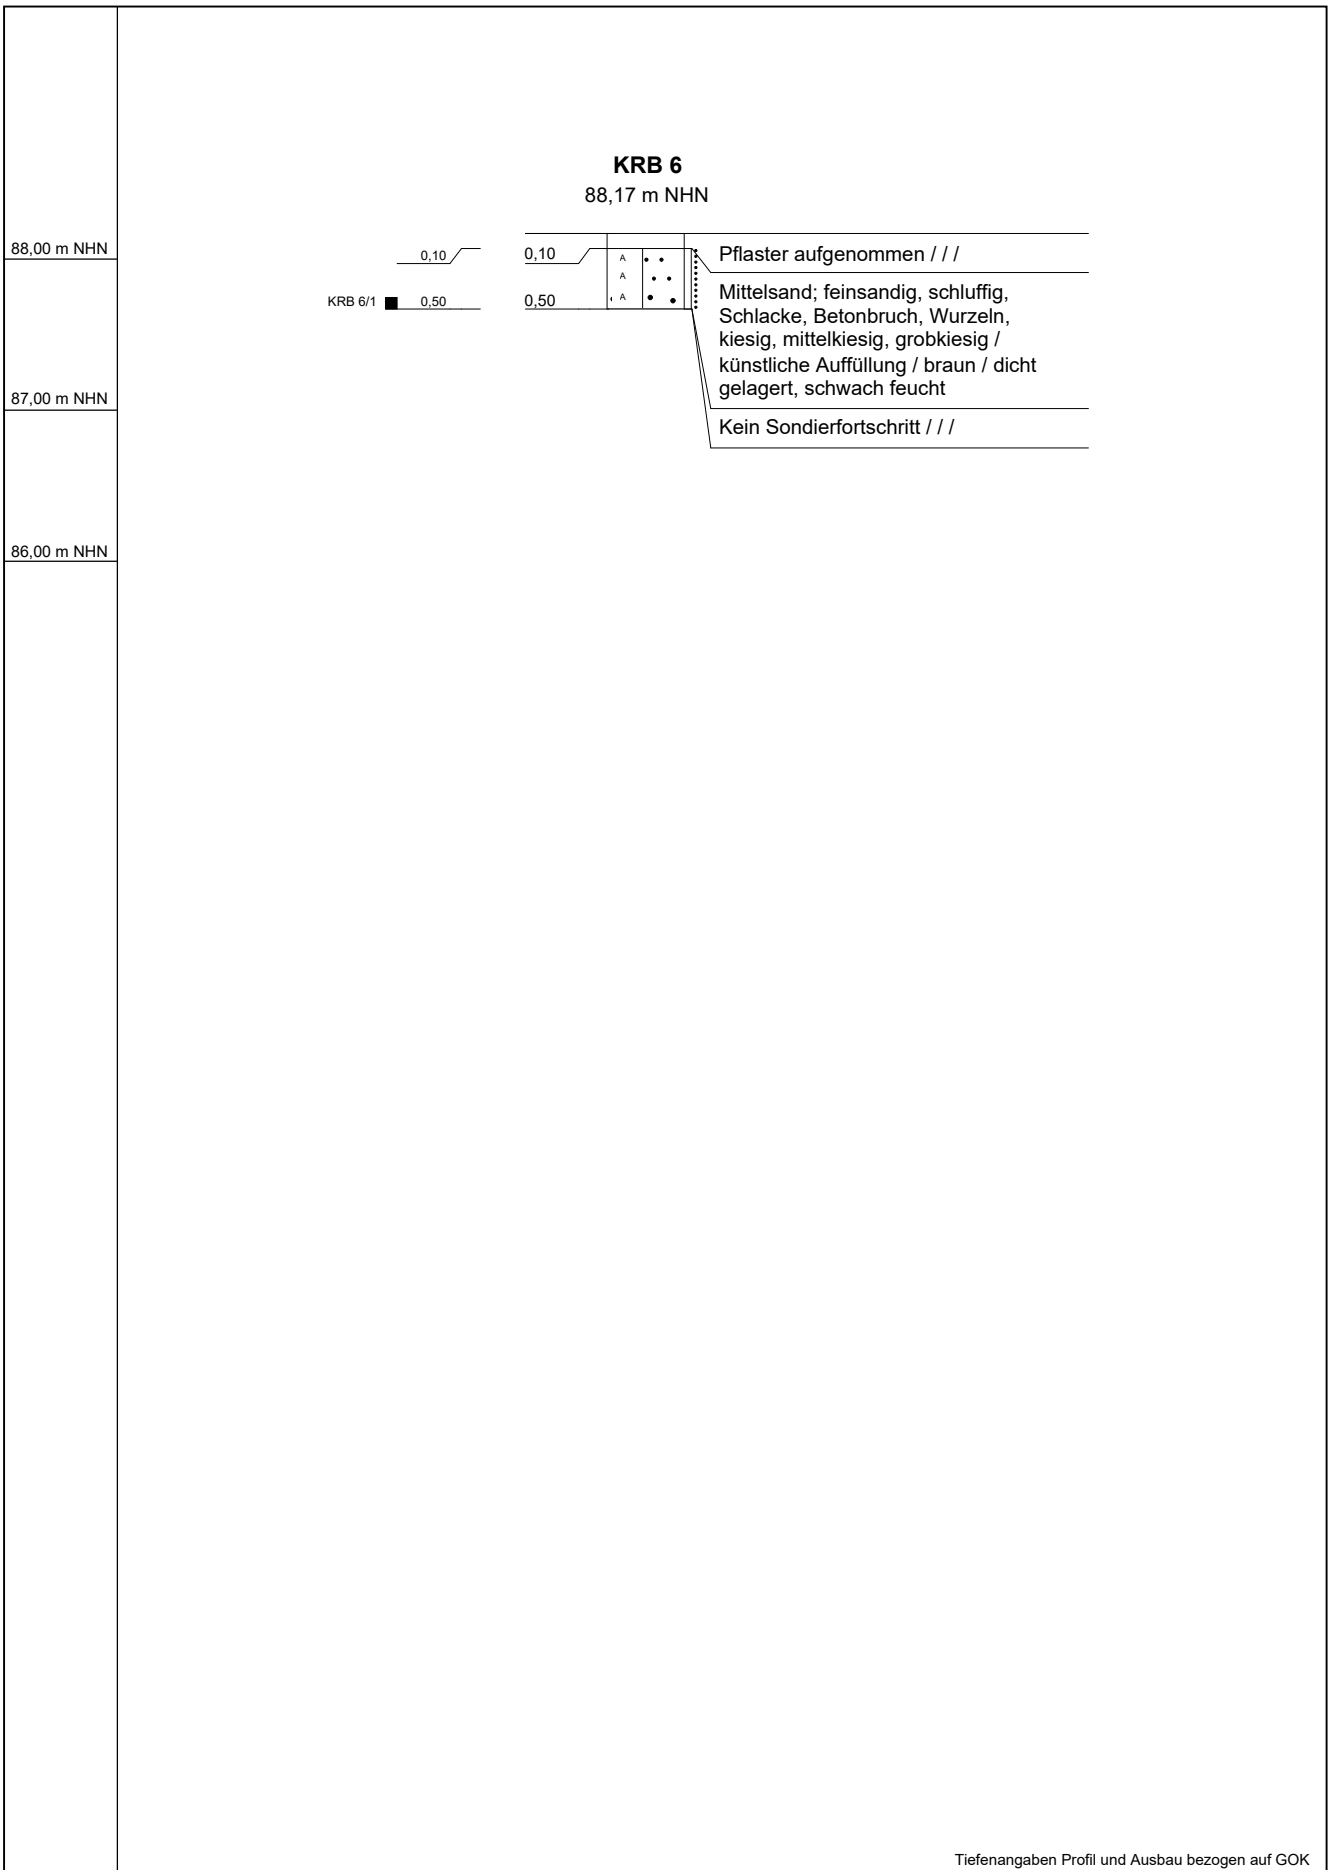 KRB 6
88,17 m NHN
88,00 m NHN
0,10
0,10
A
A
A
Pflaster aufgenommen / / /
KRB 6/1
0,50
0,50
Mittelsand; feinsandig, schluffig,
Schlacke, Betonbruch, Wurzeln,
kiesig, mittelkiesig, grobkiesig /
künstliche Auffüllung / braun / dicht
gelagert, schwach feucht
87,00 m NHN
Kein Sondierfortschritt / / /
86,00 m NHN
Tiefenangaben Profil und Ausbau bezogen auf GOK